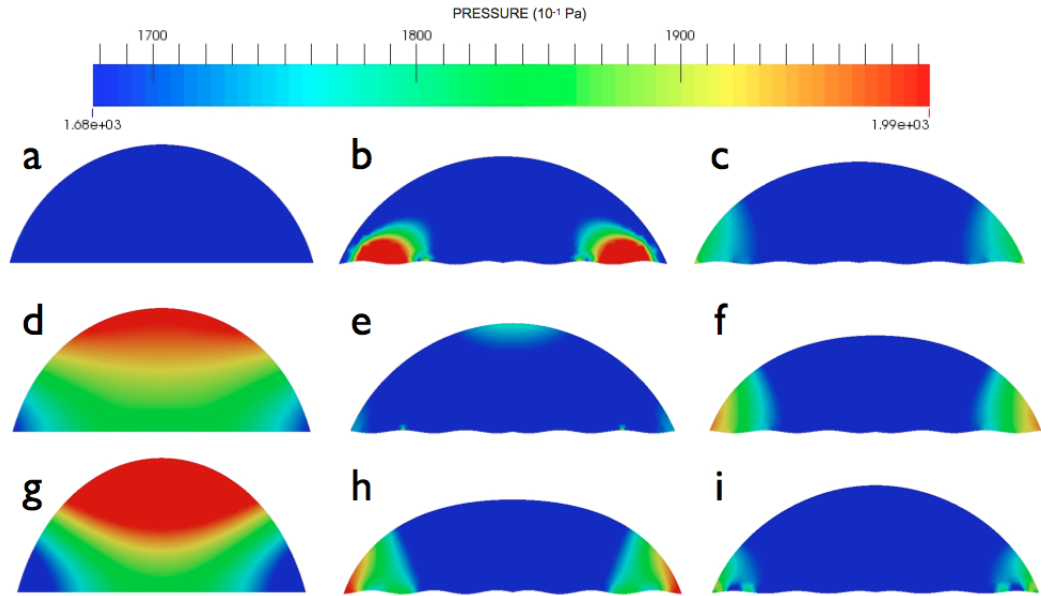 PRESSURE (10⁻¹ Pa)
1700 1800 1900
1.68e+03 1.99e+03
a b c
d e f
g h i